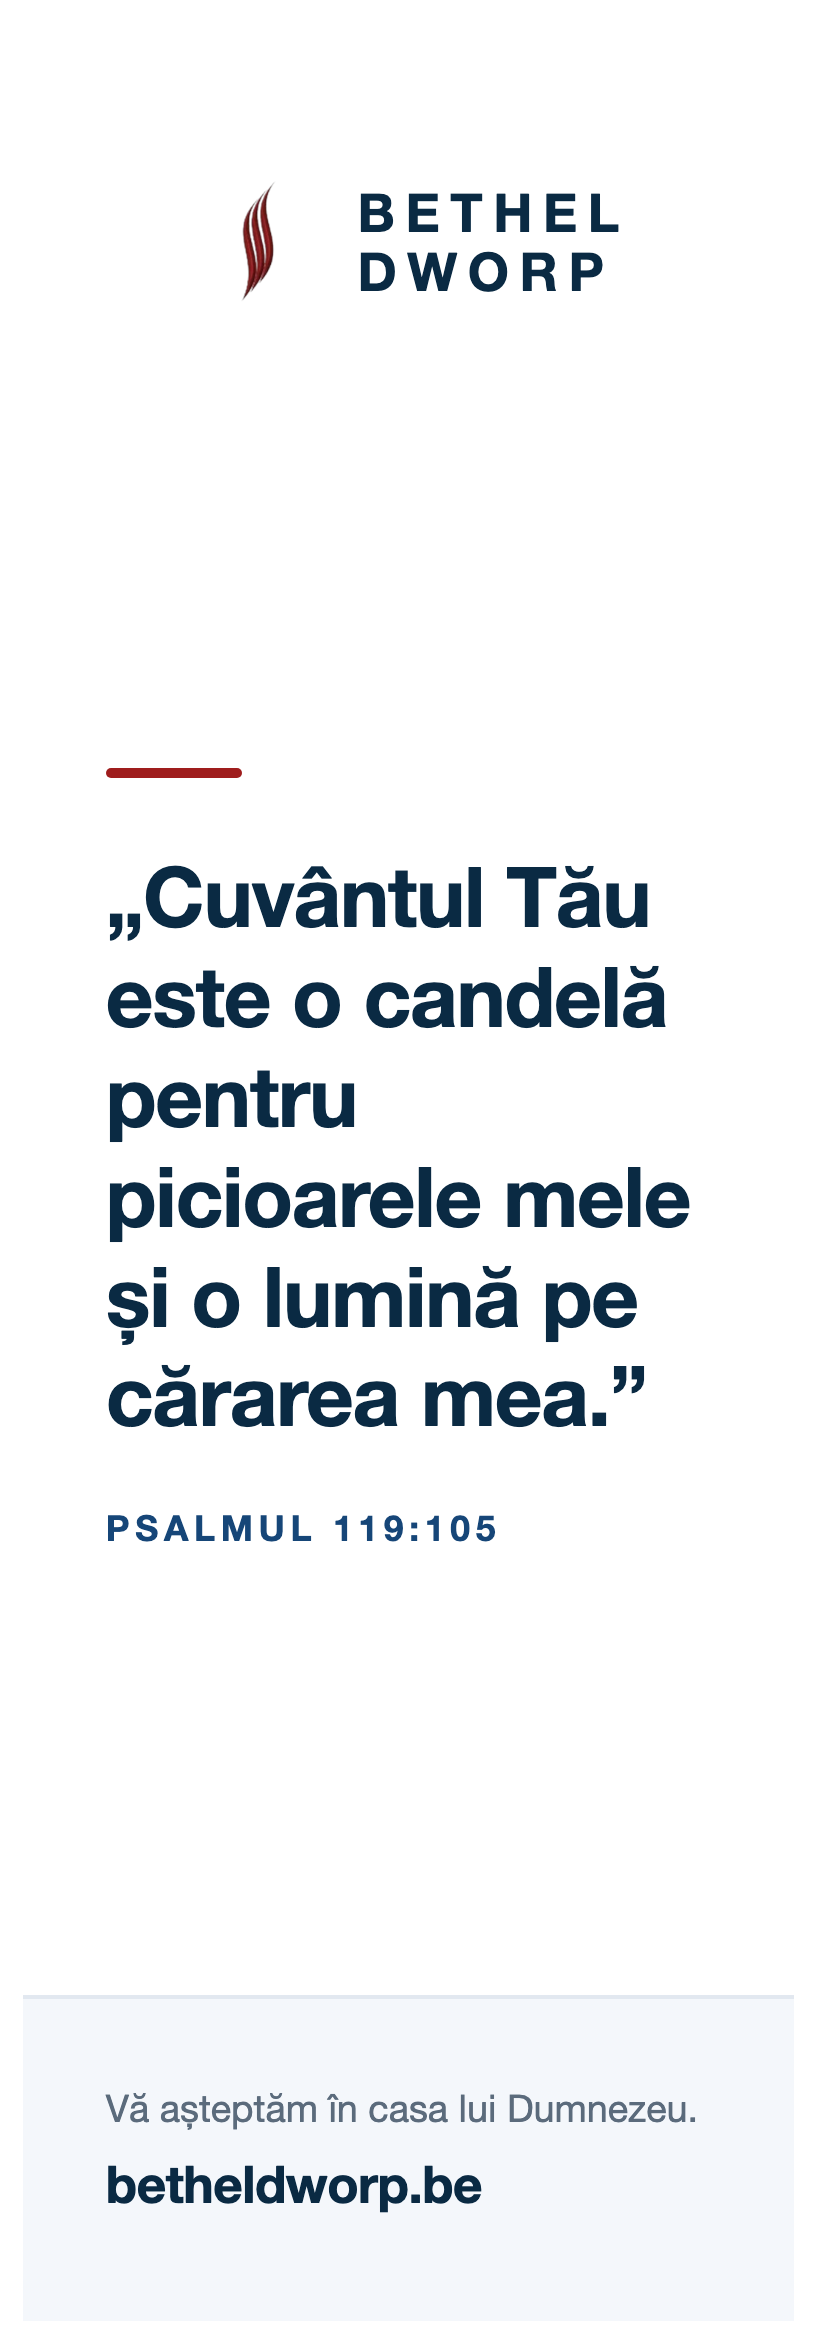 BETHEL
DWORP
„Cuvântul Tău
este o candelă
pentru
picioarele mele
și o lumină pe
cărarea mea.”
PSALMUL 119:105
Vă așteptăm în casa lui Dumnezeu.
betheldworp.be